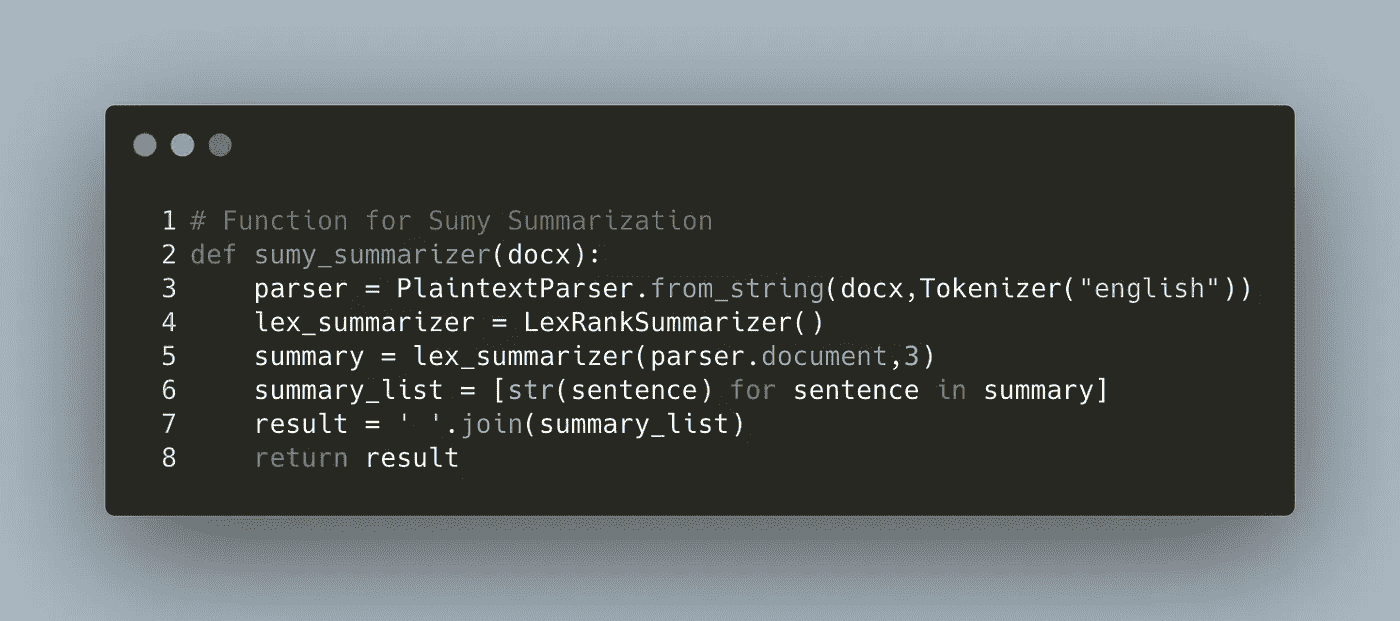 1 # Function for Sumy Summarization
2 def sumy_summarizer(docx):
3     parser = PlaintextParser.from_string(docx,Tokenizer("english"))
4     lex_summarizer = LexRankSummarizer()
5     summary = lex_summarizer(parser.document,3)
6     summary_list = [str(sentence) for sentence in summary]
7     result = ' '.join(summary_list)
8     return result